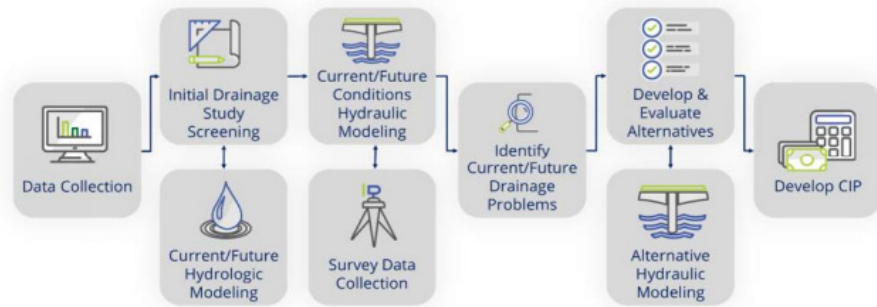 Data Collection
Initial Drainage
Study
Screening
Current/Future
Hydrologic
Modeling
Current/Future
Conditions
Hydraulic
Modeling
Survey Data
Collection
Identify
Current/Future
Drainage
Problems
Develop &
Evaluate
Alternatives
Alternative
Hydraulic
Modeling
Develop CIP